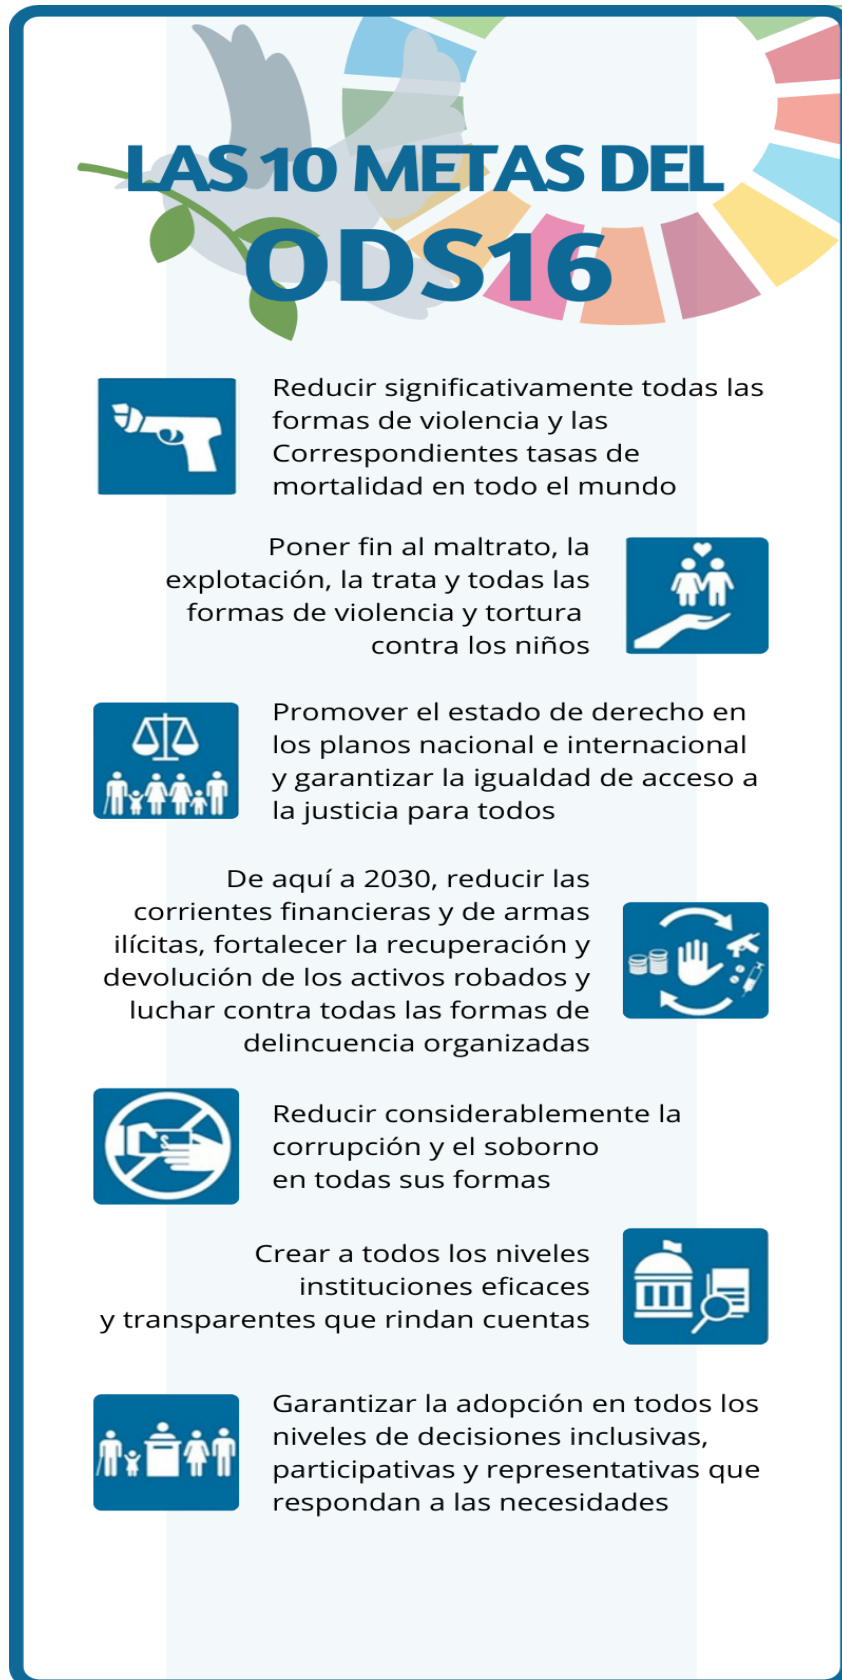 LAS 10 METAS DEL
ODS16
Reducir significativamente todas las
formas de violencia y las
Correspondientes tasas de
mortalidad en todo el mundo
Poner fin al maltrato, la
explotación, la trata y todas las
formas de violencia y tortura
contra los niños
Promover el estado de derecho en
los planos nacional e internacional
y garantizar la igualdad de acceso a
la justicia para todos
De aquí a 2030, reducir las
corrientes financieras y de armas
ilícitas, fortalecer la recuperación y
devolución de los activos robados y
luchar contra todas las formas de
delincuencia organizadas
Reducir considerablemente la
corrupción y el soborno
en todas sus formas
Crear a todos los niveles
instituciones eficaces
y transparentes que rindan cuentas
Garantizar la adopción en todos los
niveles de decisiones inclusivas,
participativas y representativas que
respondan a las necesidades